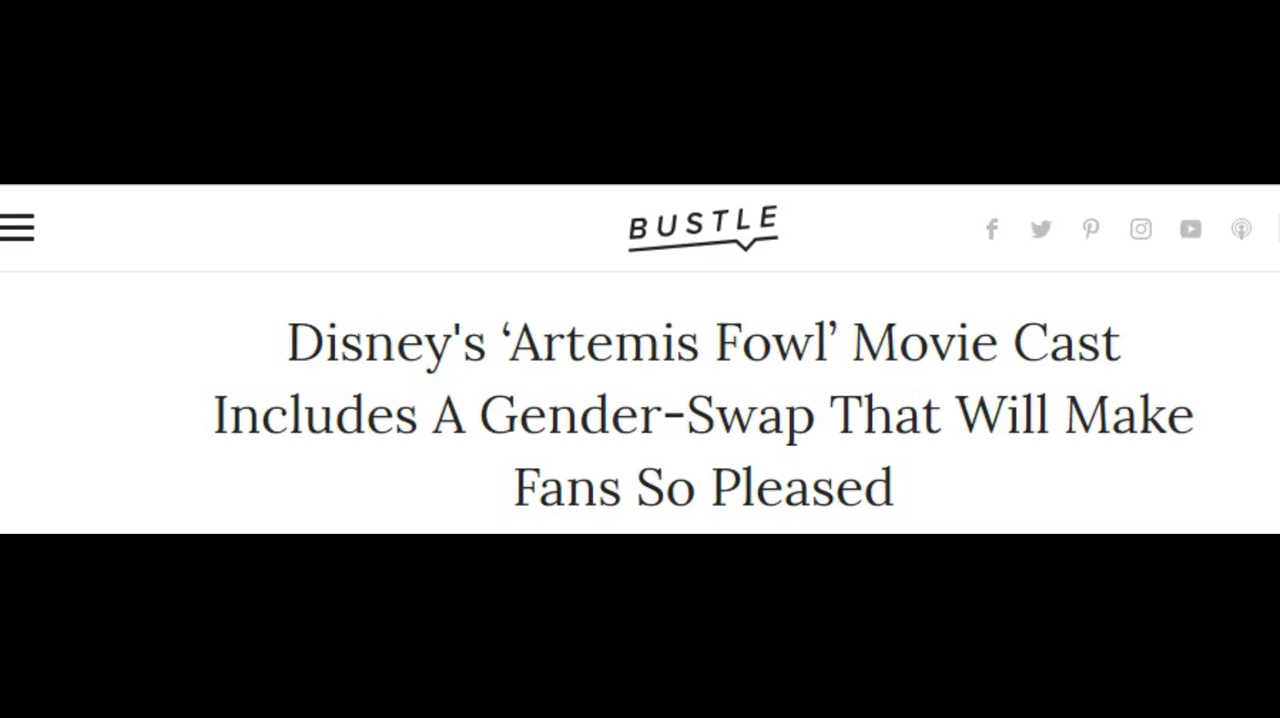 BUSTLE
Disney's ‘Artemis Fowl’ Movie Cast
Includes A Gender-Swap That Will Make
Fans So Pleased